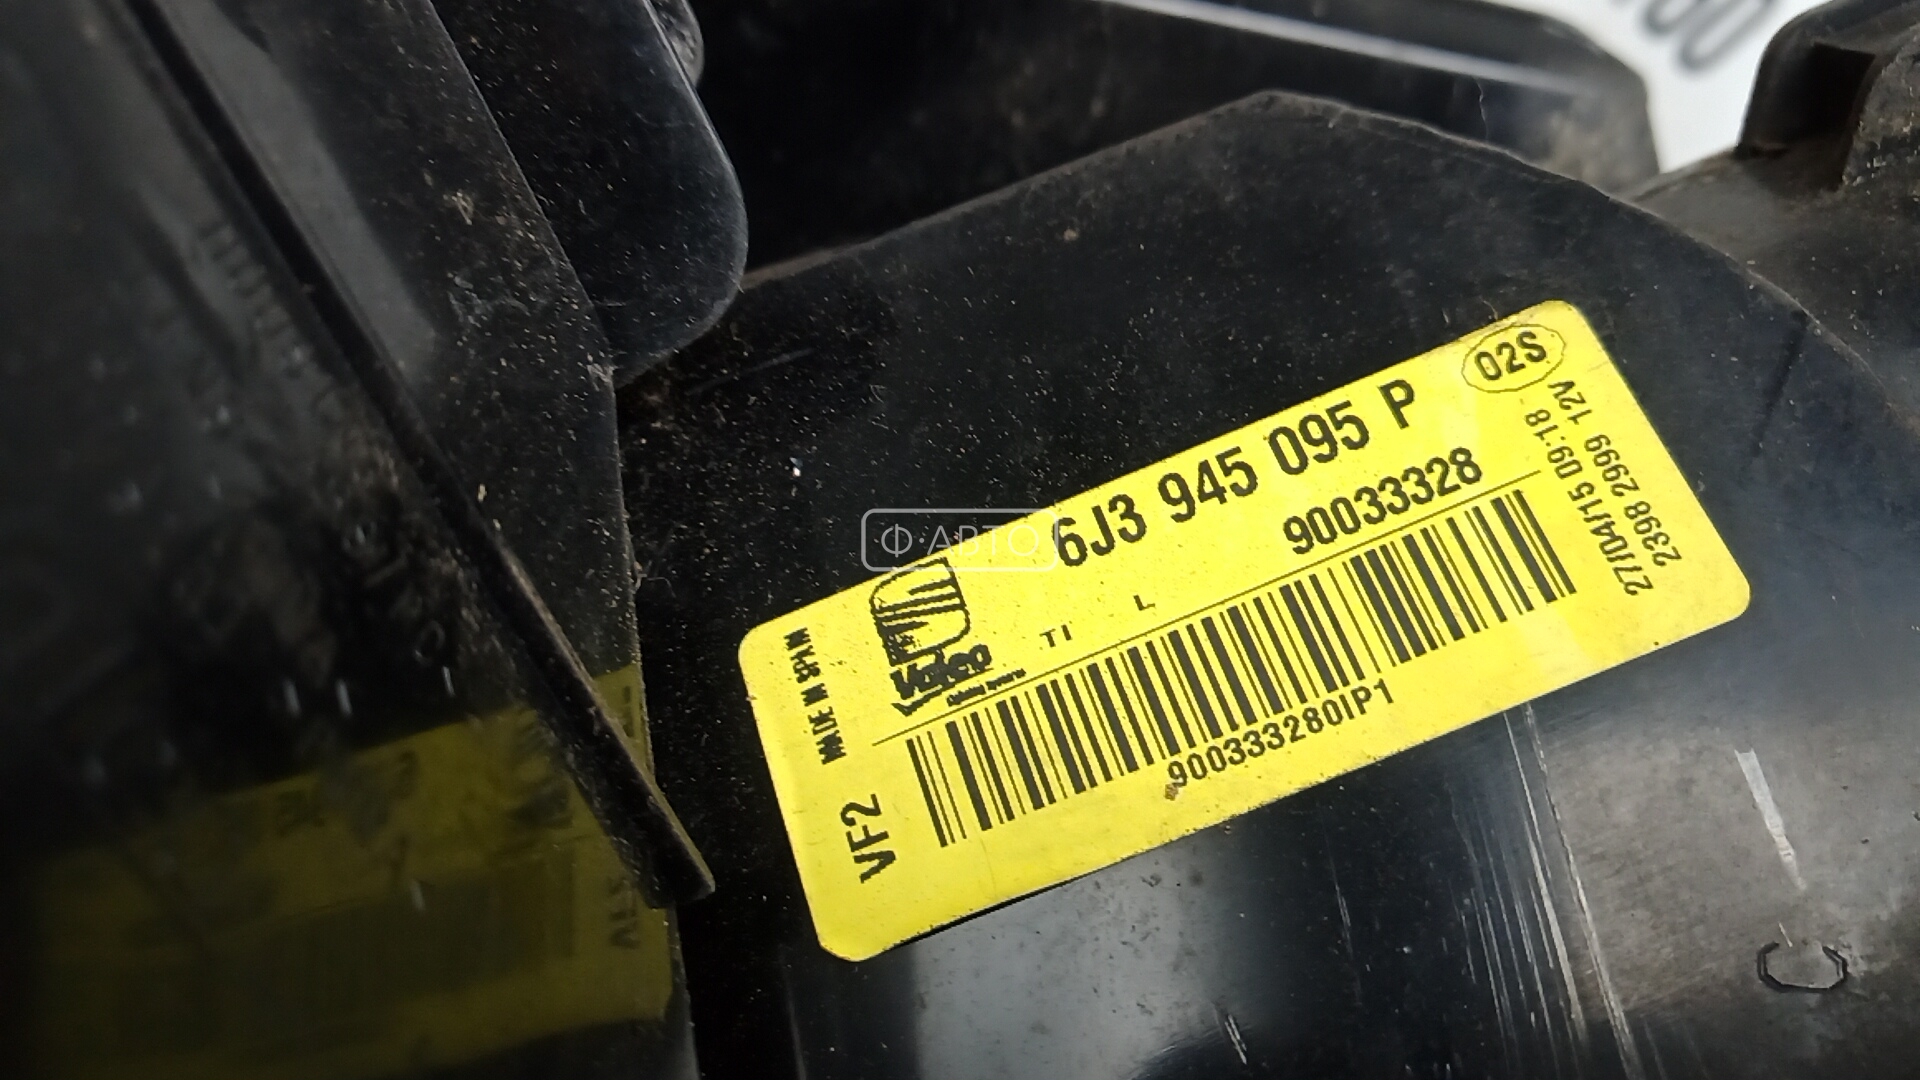 6J3 945 095 P
02S
90033328
TI L
27/04/15 09:18
2398 2999 12V
MADE IN SPAIN
VF2
900333280IP1
Ф·АВТО